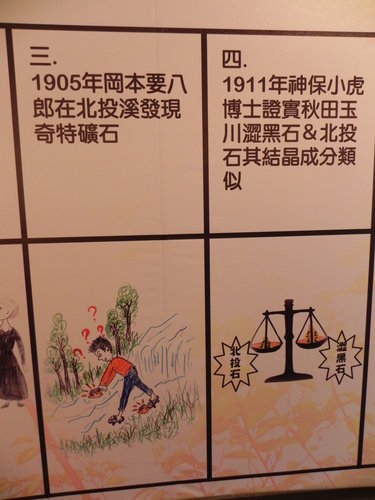 三.
1905年岡本要八
郎在北投溪發現
奇特礦石
四.
1911年神保小虎
博士證實秋田玉
川澀黑石＆北投
石其結晶成分類
似
???
北投石
澀黑石